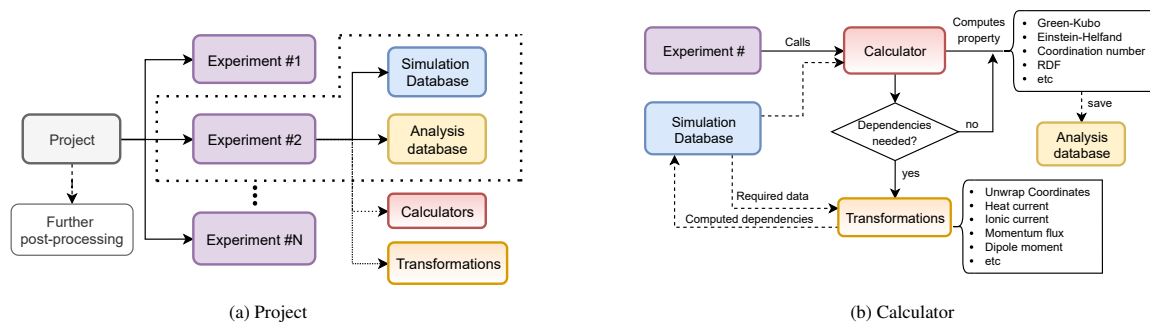 Project
Further
post-processing
Experiment #1
Experiment #2
Experiment #N
Simulation
Database
Analysis
database
Calculators
Transformations
(a) Project
Experiment #
Calls
Calculator
Computes
property
• Green-Kubo
• Einstein-Helfand
• Coordination number
• RDF
• etc
save
Analysis
database
Simulation
Database
Dependencies
needed?
no
yes
Required data
Computed dependencies
Transformations
• Unwrap Coordinates
• Heat current
• Ionic current
• Momentum flux
• Dipole moment
• etc
(b) Calculator